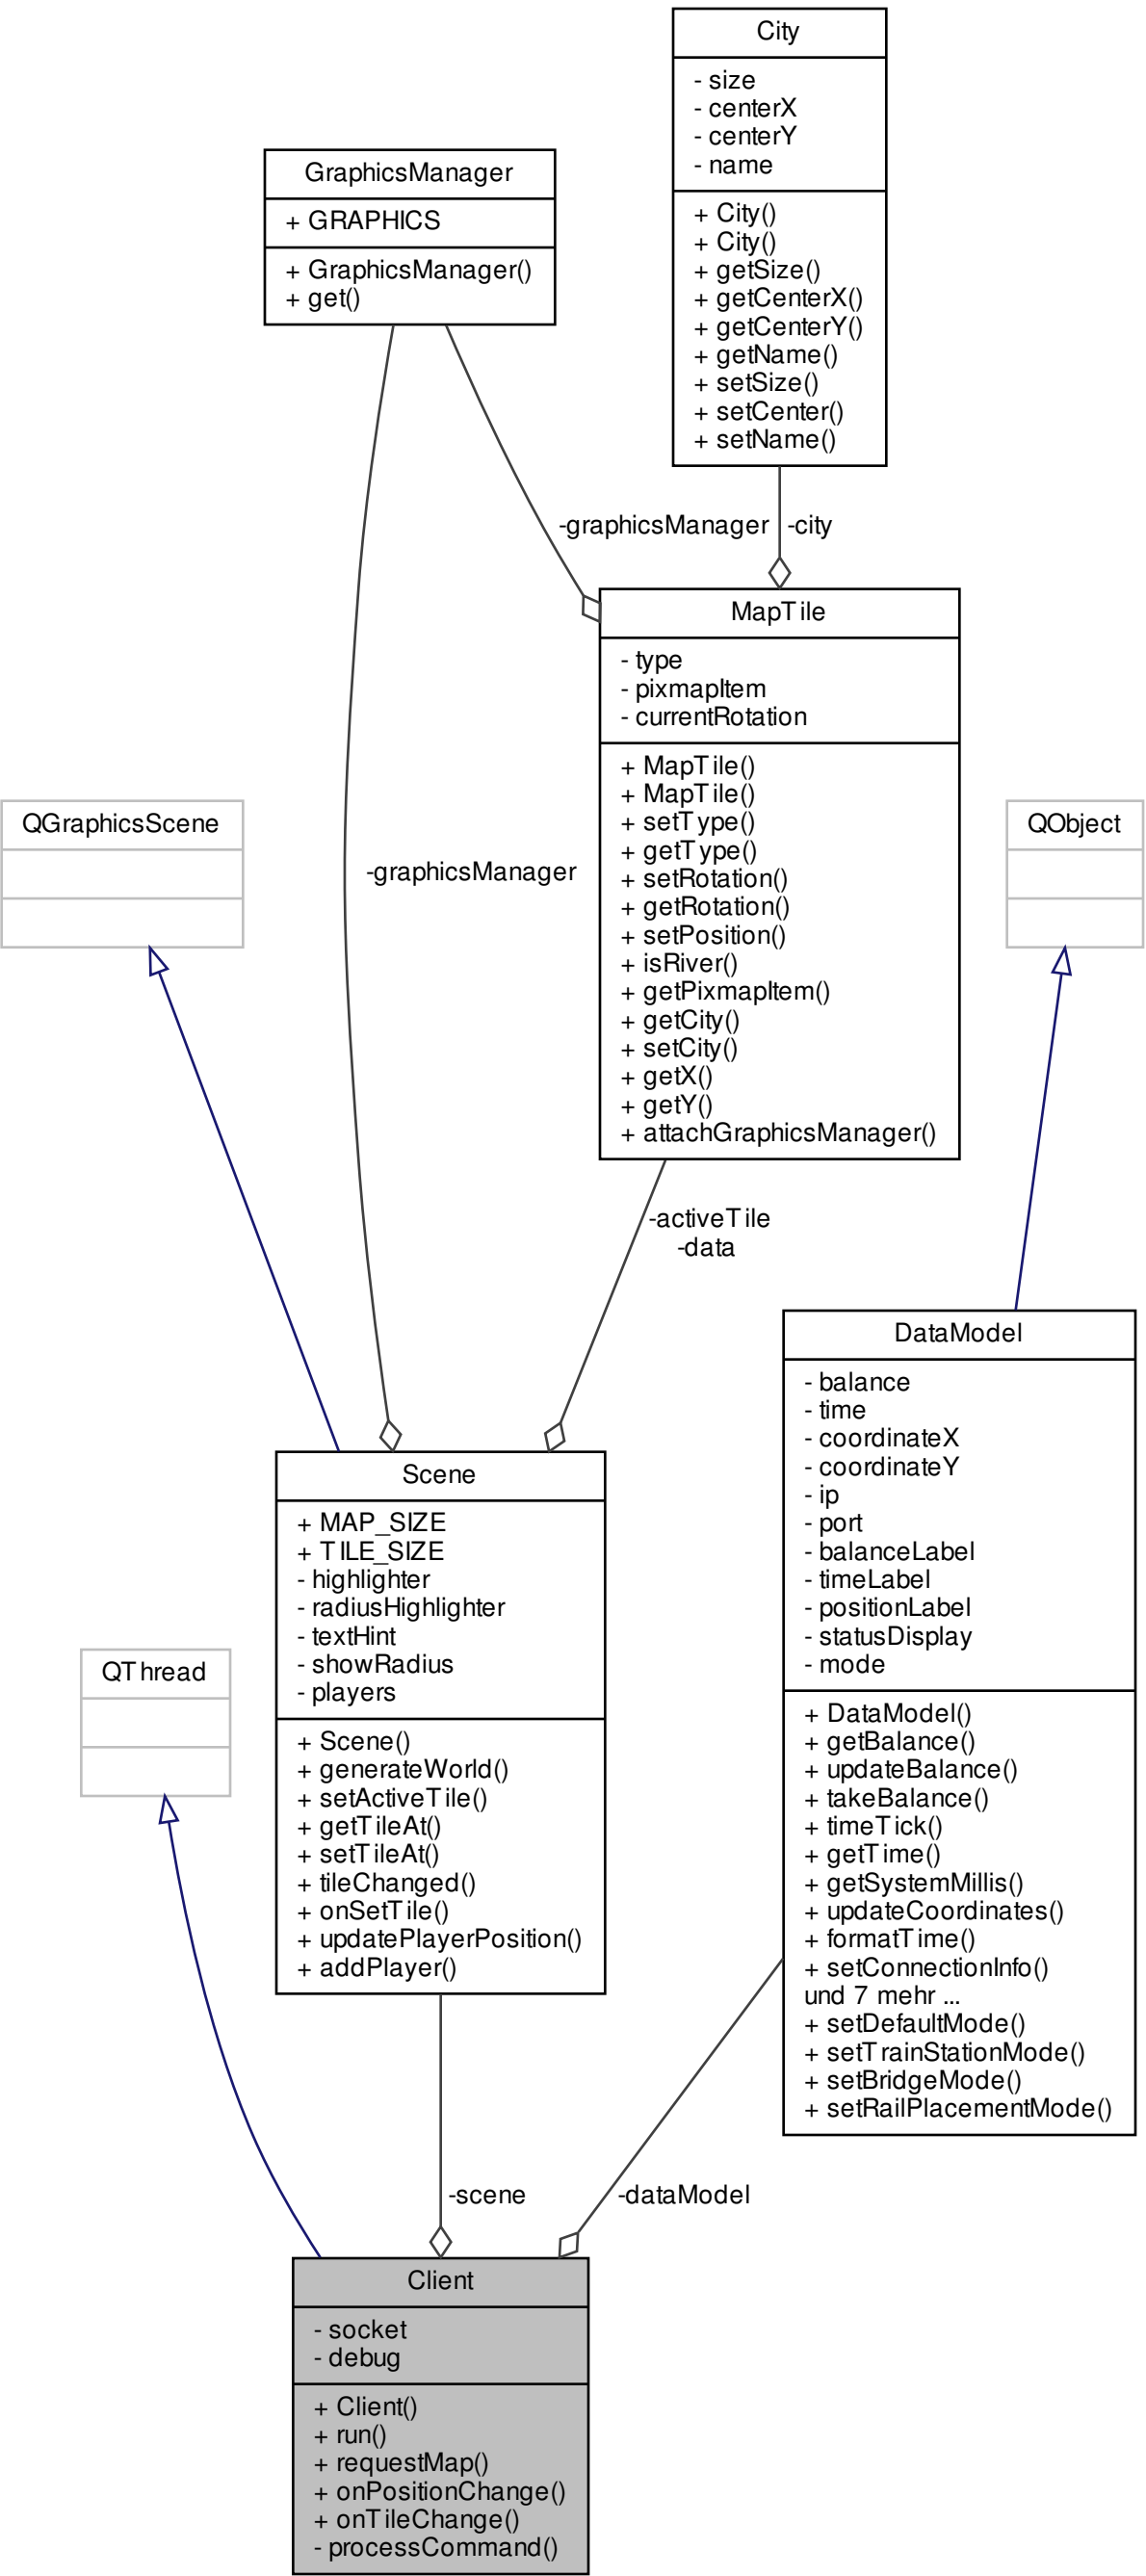 City
- size
- centerX
- centerY
- name
+ City()
+ City()
+ getSize()
+ getCenterX()
+ getCenterY()
+ getName()
+ setSize()
+ setCenter()
+ setName()
GraphicsManager
+ GRAPHICS
+ GraphicsManager()
+ get()
-graphicsManager
-city
MapTile
- type
- pixmapItem
- currentRotation
+ MapTile()
+ MapTile()
+ setType()
+ getType()
+ setRotation()
+ getRotation()
+ setPosition()
+ isRiver()
+ getPixmapItem()
+ getCity()
+ setCity()
+ getX()
+ getY()
+ attachGraphicsManager()
QGraphicsScene
-graphicsManager
QObject
-activeTile
-data
DataModel
- balance
- time
- coordinateX
- coordinateY
- ip
- port
- balanceLabel
- timeLabel
- positionLabel
- statusDisplay
- mode
+ DataModel()
+ getBalance()
+ updateBalance()
+ takeBalance()
+ timeTick()
+ getTime()
+ getSystemMillis()
+ updateCoordinates()
+ formatTime()
+ setConnectionInfo()
und 7 mehr ...
+ setDefaultMode()
+ setTrainStationMode()
+ setBridgeMode()
+ setRailPlacementMode()
Scene
+ MAP_SIZE
+ TILE_SIZE
- highlighter
- radiusHighlighter
- textHint
- showRadius
- players
+ Scene()
+ generateWorld()
+ setActiveTile()
+ getTileAt()
+ setTileAt()
+ tileChanged()
+ onSetTile()
+ updatePlayerPosition()
+ addPlayer()
QThread
-scene
-dataModel
Client
- socket
- debug
+ Client()
+ run()
+ requestMap()
+ onPositionChange()
+ onTileChange()
- processCommand()